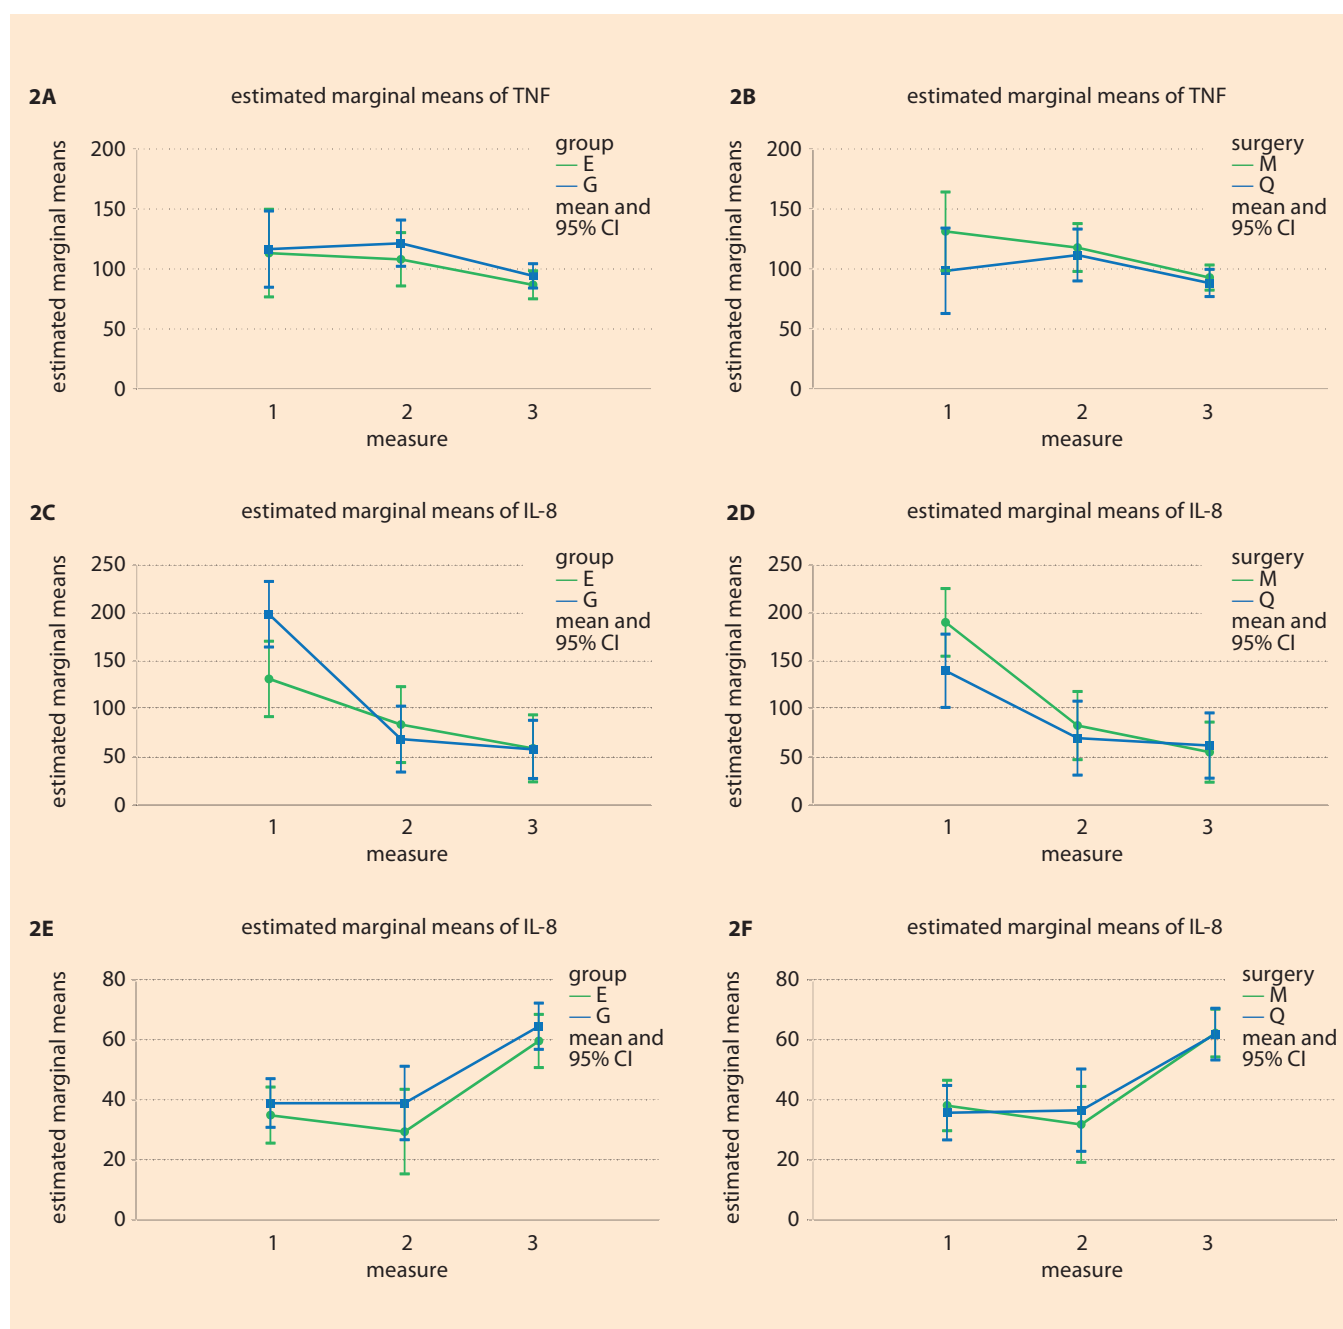 2A
estimated marginal means of TNF
estimated marginal means
200
150
100
50
0
1 2 3
measure
group
E
G
mean and
95% CI
2B
estimated marginal means of TNF
estimated marginal means
200
150
100
50
0
1 2 3
measure
surgery
M
Q
mean and
95% CI
2C
estimated marginal means of IL-8
estimated marginal means
250
200
150
100
50
0
1 2 3
measure
group
E
G
mean and
95% CI
2D
estimated marginal means of IL-8
estimated marginal means
250
200
150
100
50
0
1 2 3
measure
surgery
M
Q
mean and
95% CI
2E
estimated marginal means of IL-8
estimated marginal means
80
60
40
20
0
1 2 3
measure
group
E
G
mean and
95% CI
2F
estimated marginal means of IL-8
estimated marginal means
80
60
40
20
0
1 2 3
measure
surgery
M
Q
mean and
95% CI